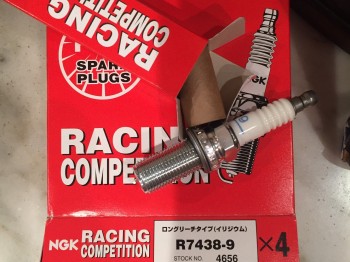 RACING
COMPETITION
SPARK
PLUGS
NGK
RACING
COMPETITION
NGK RACING
COMPETITION
ロングリーチタイプ(イリジウム)
R7438-9
STOCK NO. 4656
×4